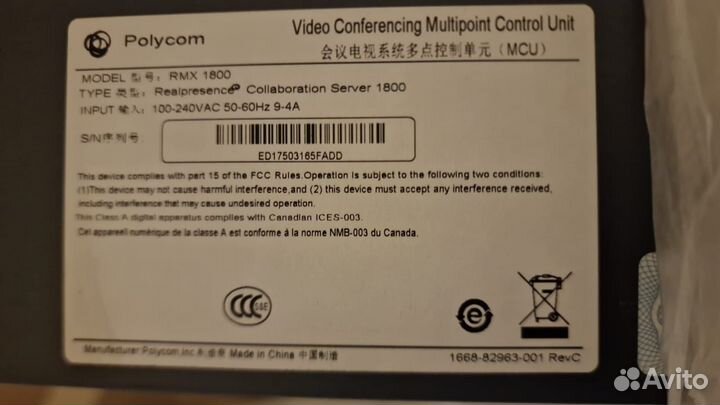 Polycom
Video Conferencing Multipoint Control Unit
会议电视系统多点控制单元（MCU）
MODEL 型号: RMX 1800
TYPE 类型: Realpresence® Collaboration Server 1800
INPUT 输入: 100-240VAC 50-60Hz 9-4A
S/N序列号
ED17503165FADD
This device complies with part 15 of the FCC Rules.Operation is subject to the following two conditions:
(1)This device may not cause harmful interference,and (2) this device must accept any interference received,
including interference that may cause undesired operation.
This Class A digital apparatus complies with Canadian ICES-003.
Cet appareil numérique de la classe A est conforme à la norme NMB-003 du Canada.
CCC S&E
e
Manufacturer Polycom,inc 制造商 Made in China 中国制造
1668-82963-001 RevC
Avito